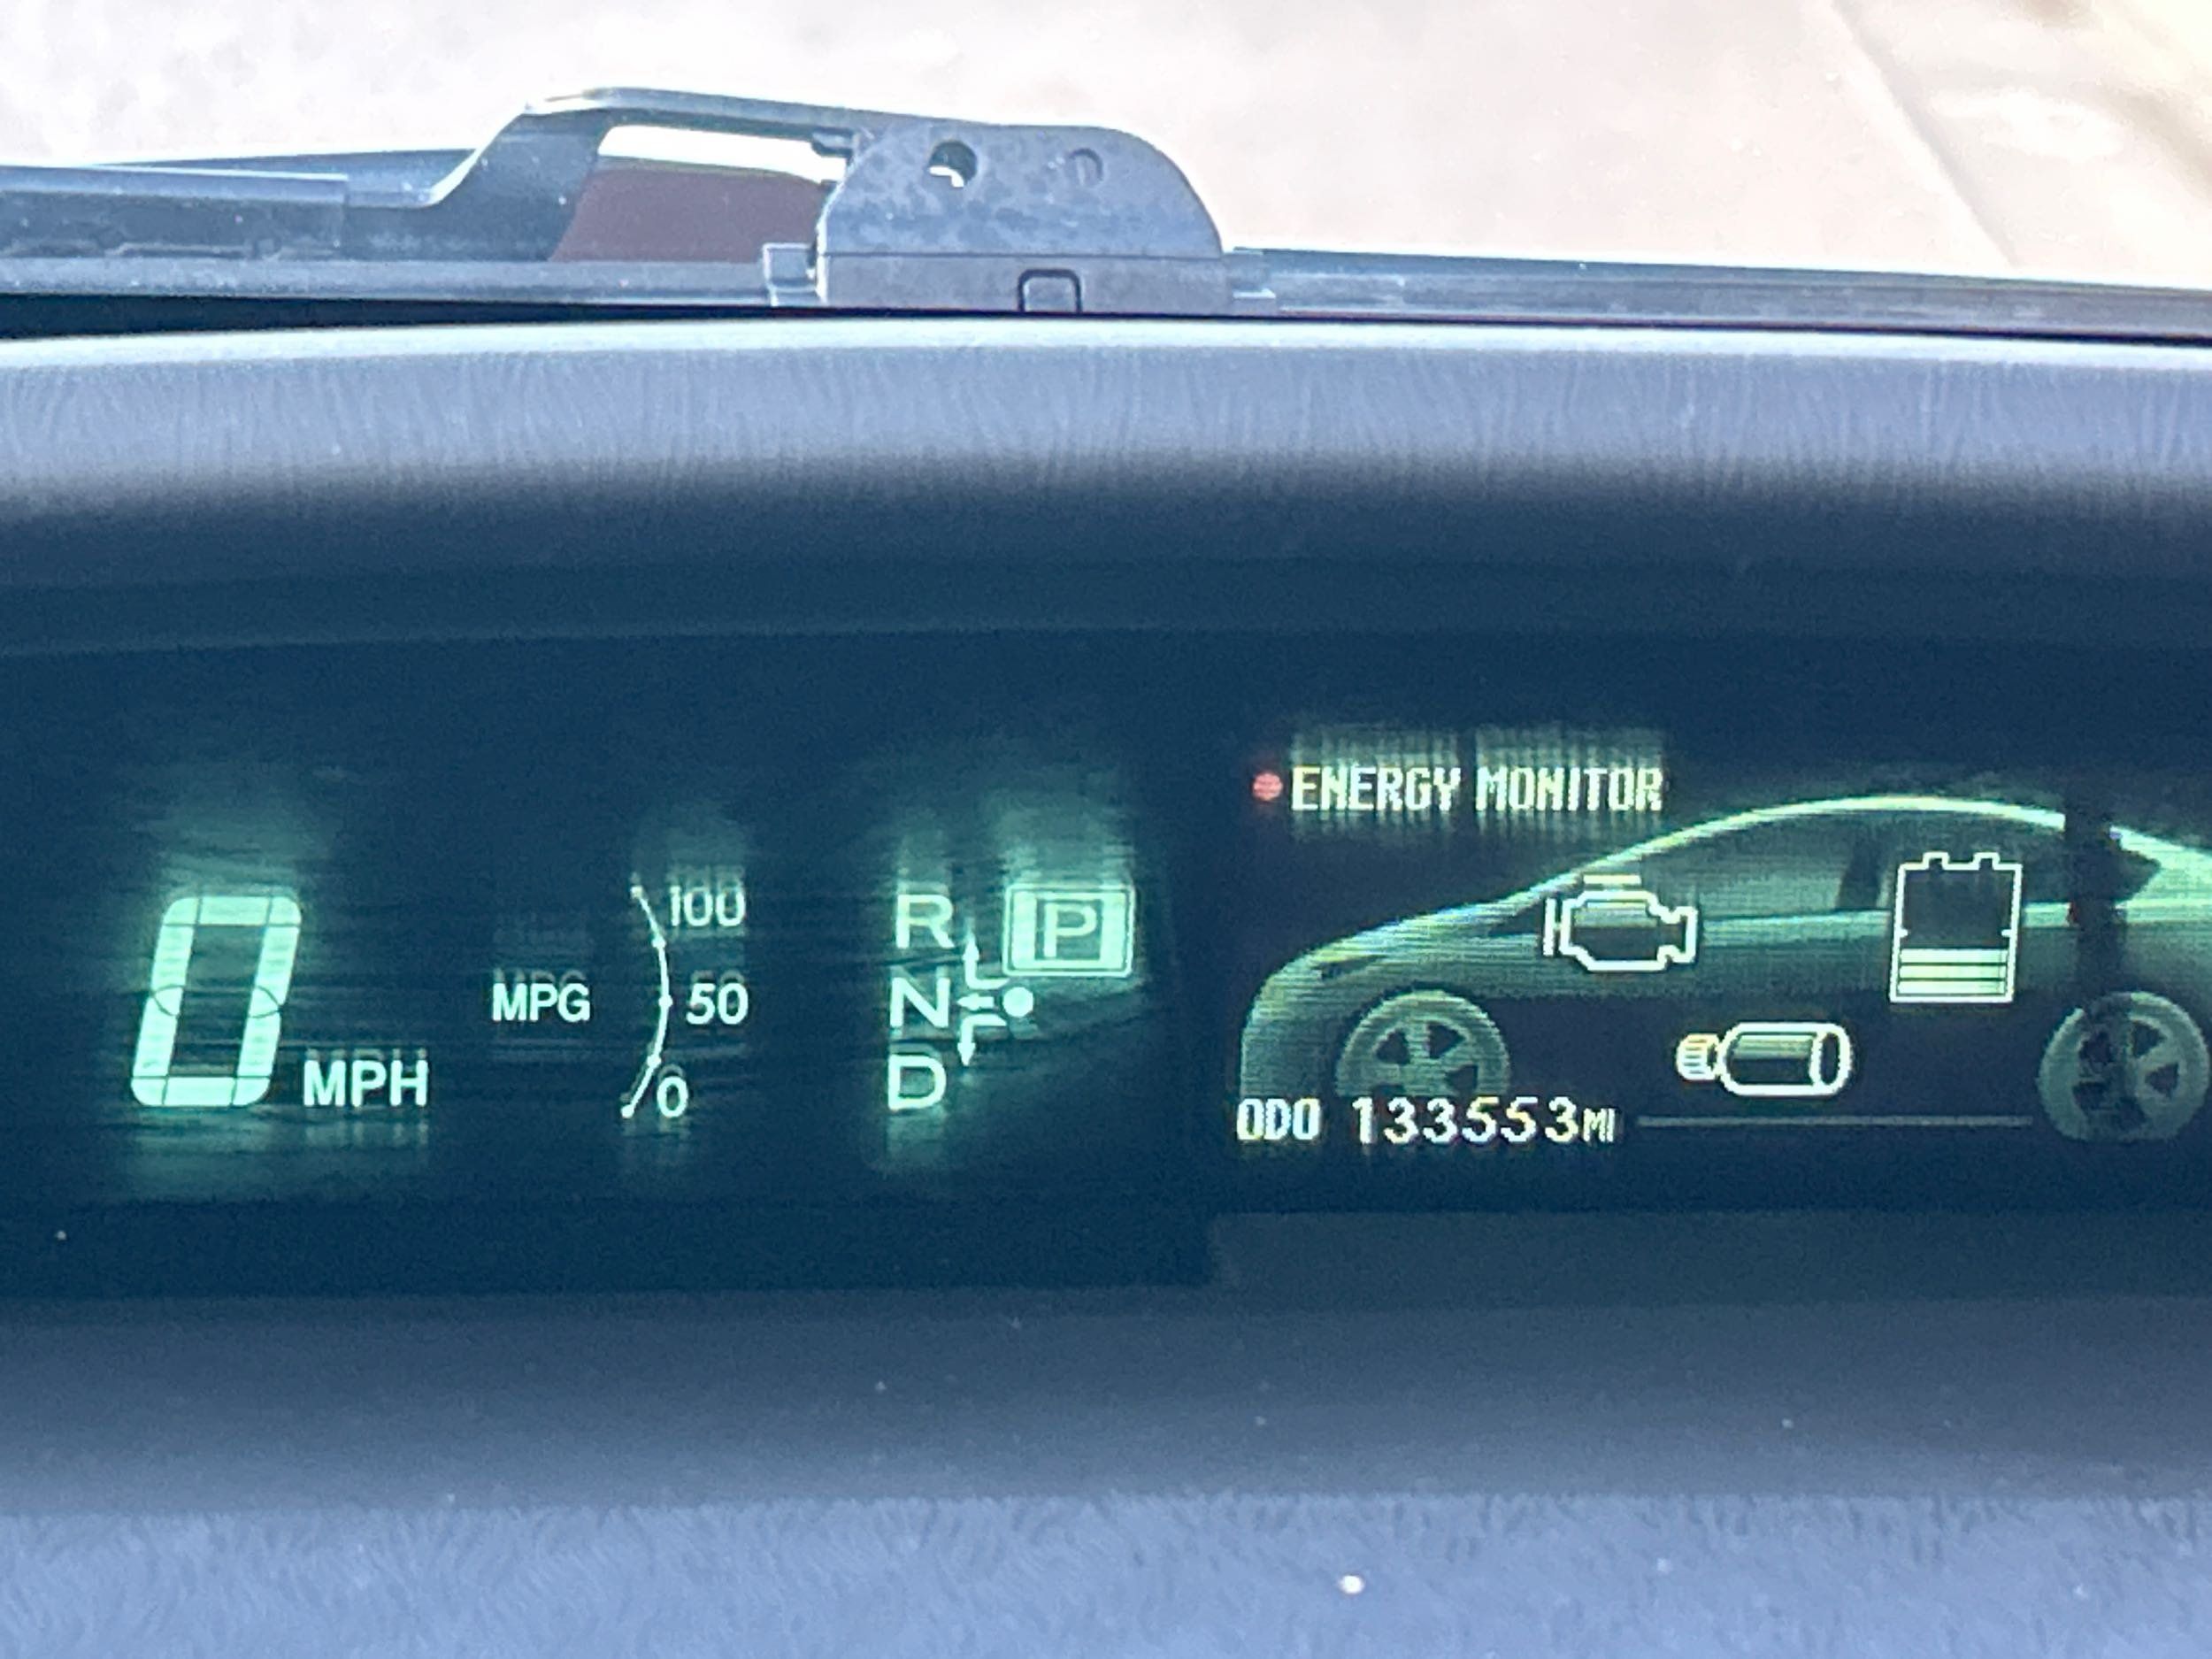 ENERGY MONITOR
0 MPH
MPG
100
50
0
R
N
D
P
ODO 133553MI